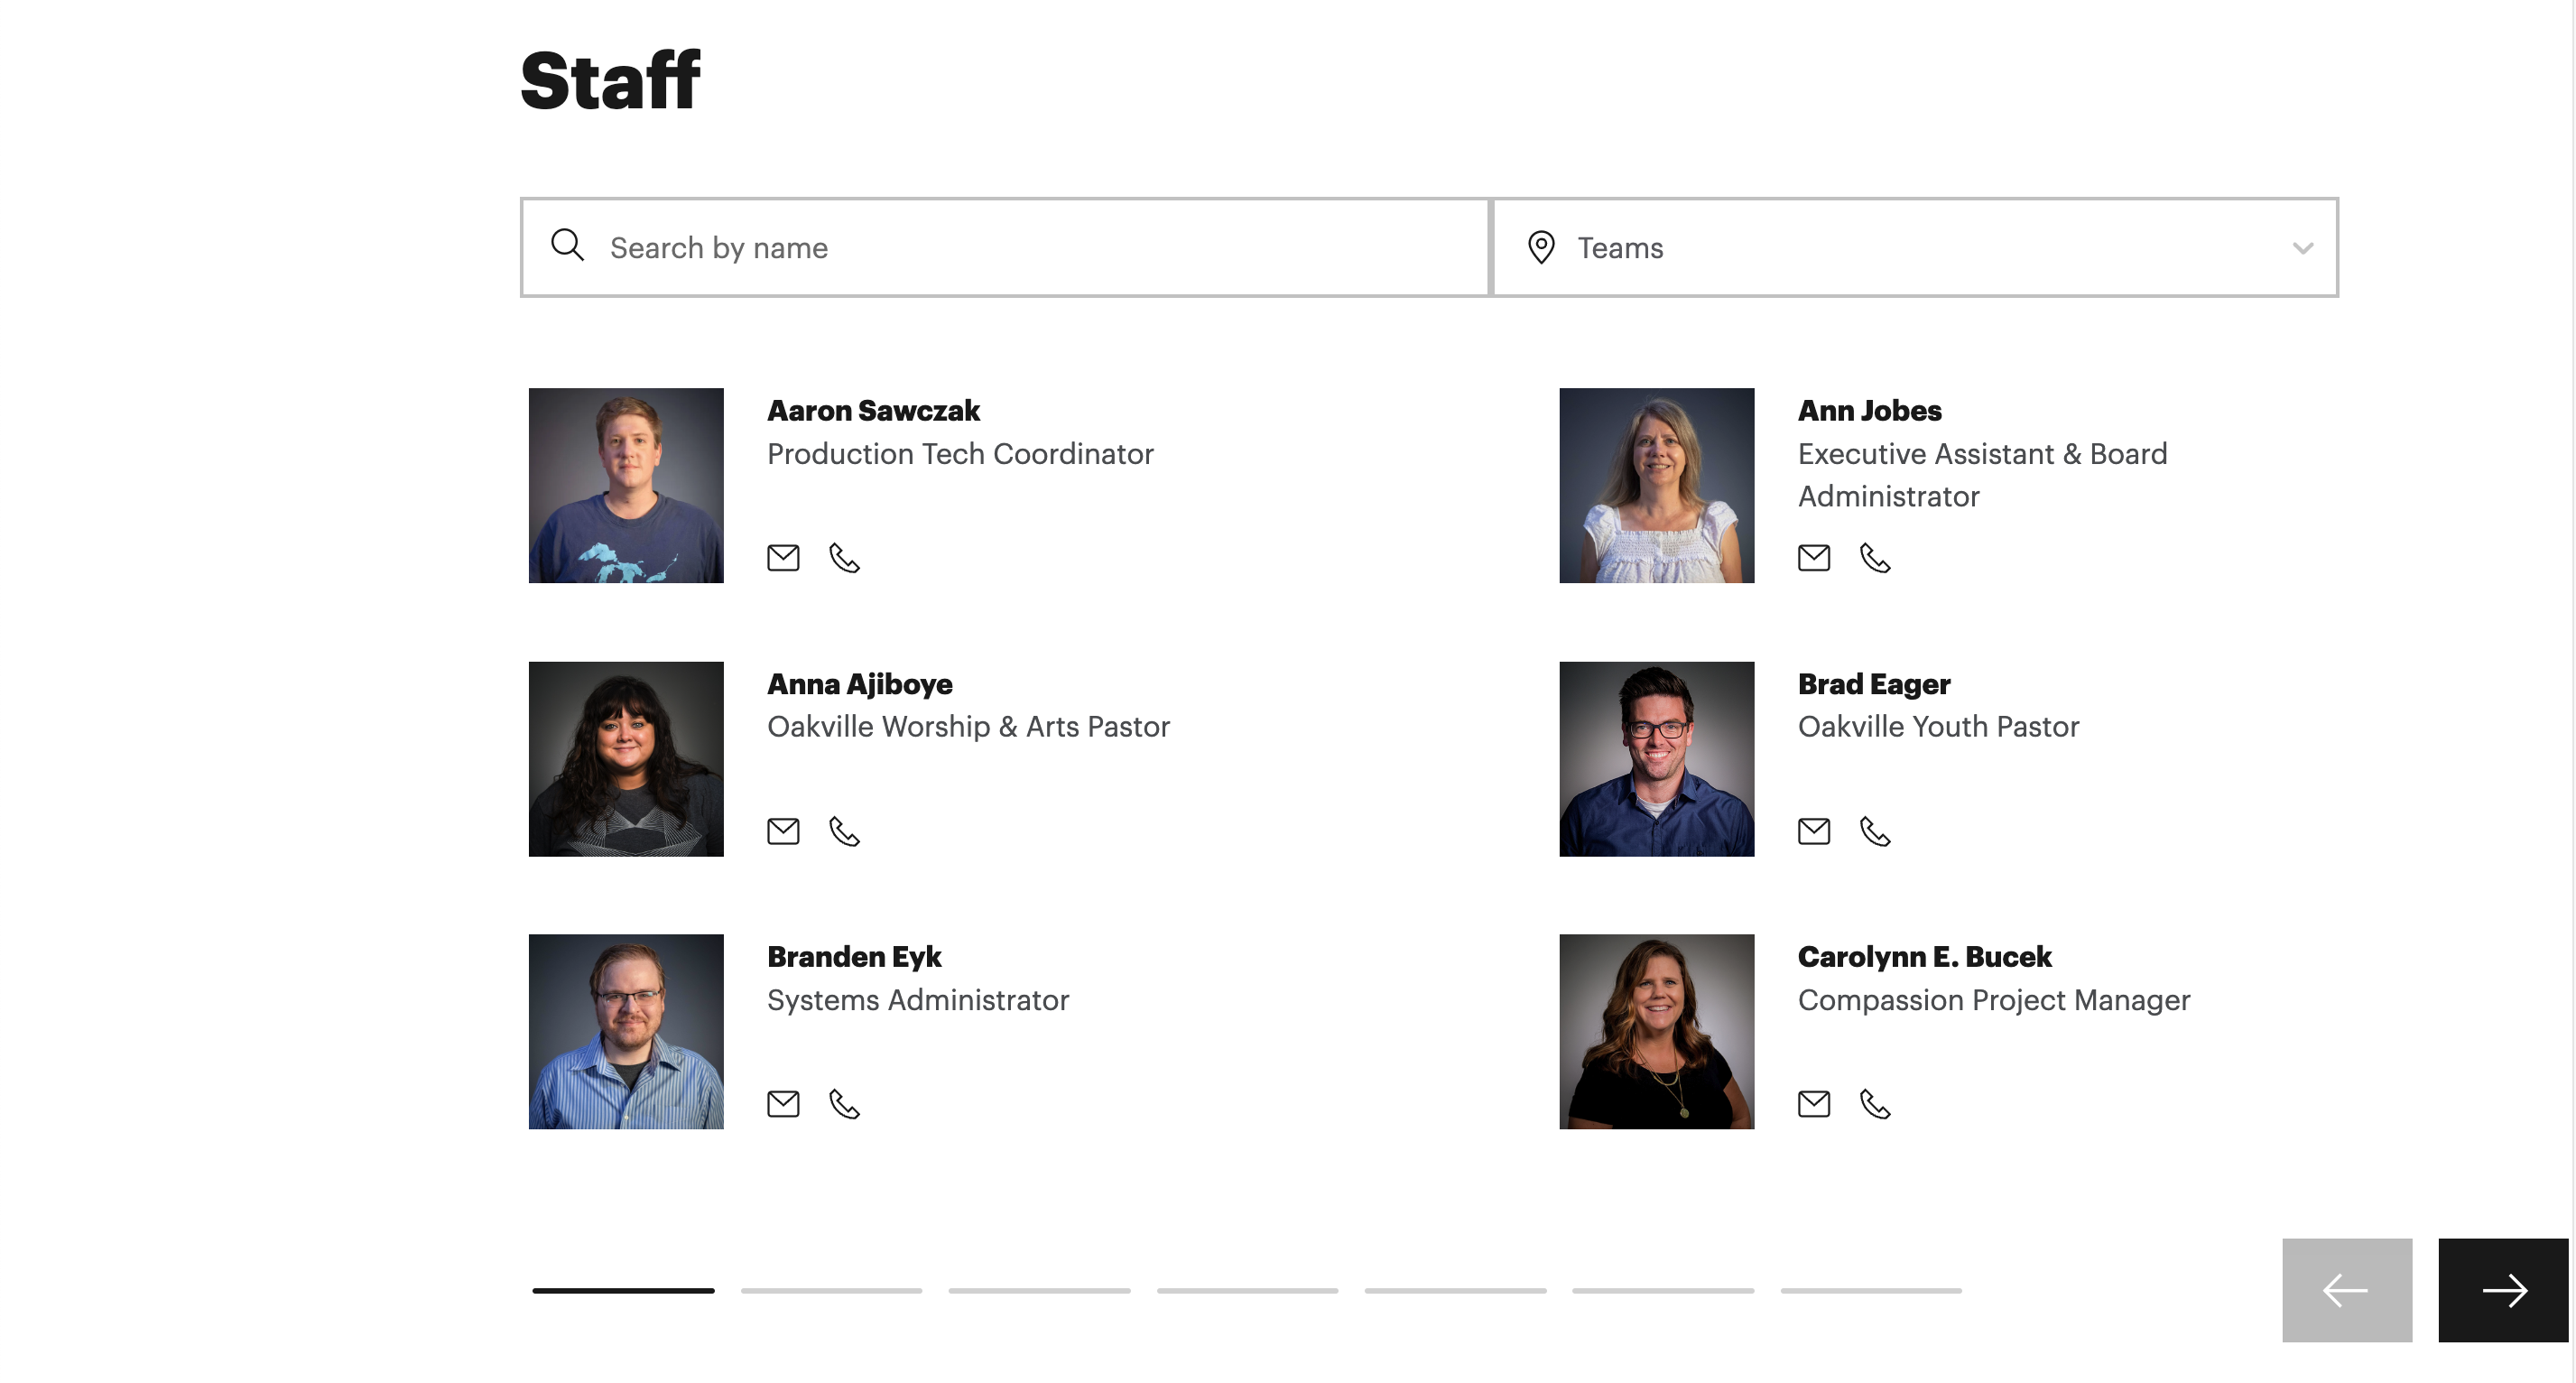 Staff
Search by name
Teams
Aaron Sawczak
Production Tech Coordinator
Ann Jobes
Executive Assistant & Board
Administrator
Anna Ajiboye
Oakville Worship & Arts Pastor
Brad Eager
Oakville Youth Pastor
Branden Eyk
Systems Administrator
Carolynn E. Bucek
Compassion Project Manager